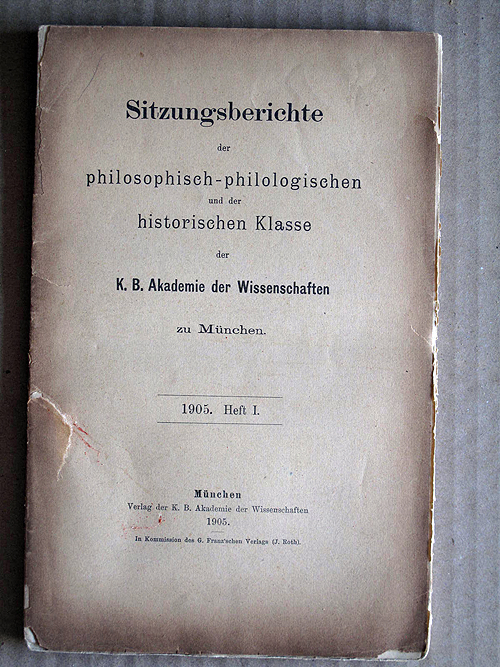 Sitzungsberichte
der
philosophisch-philologischen
und der
historischen Klasse
der
K. B. Akademie der Wissenschaften
zu München.
1905. Heft I.
München
Verlag der K. B. Akademie der Wissenschaften
1905.
In Kommission des G. Franz'schen Verlags (J. Roth).